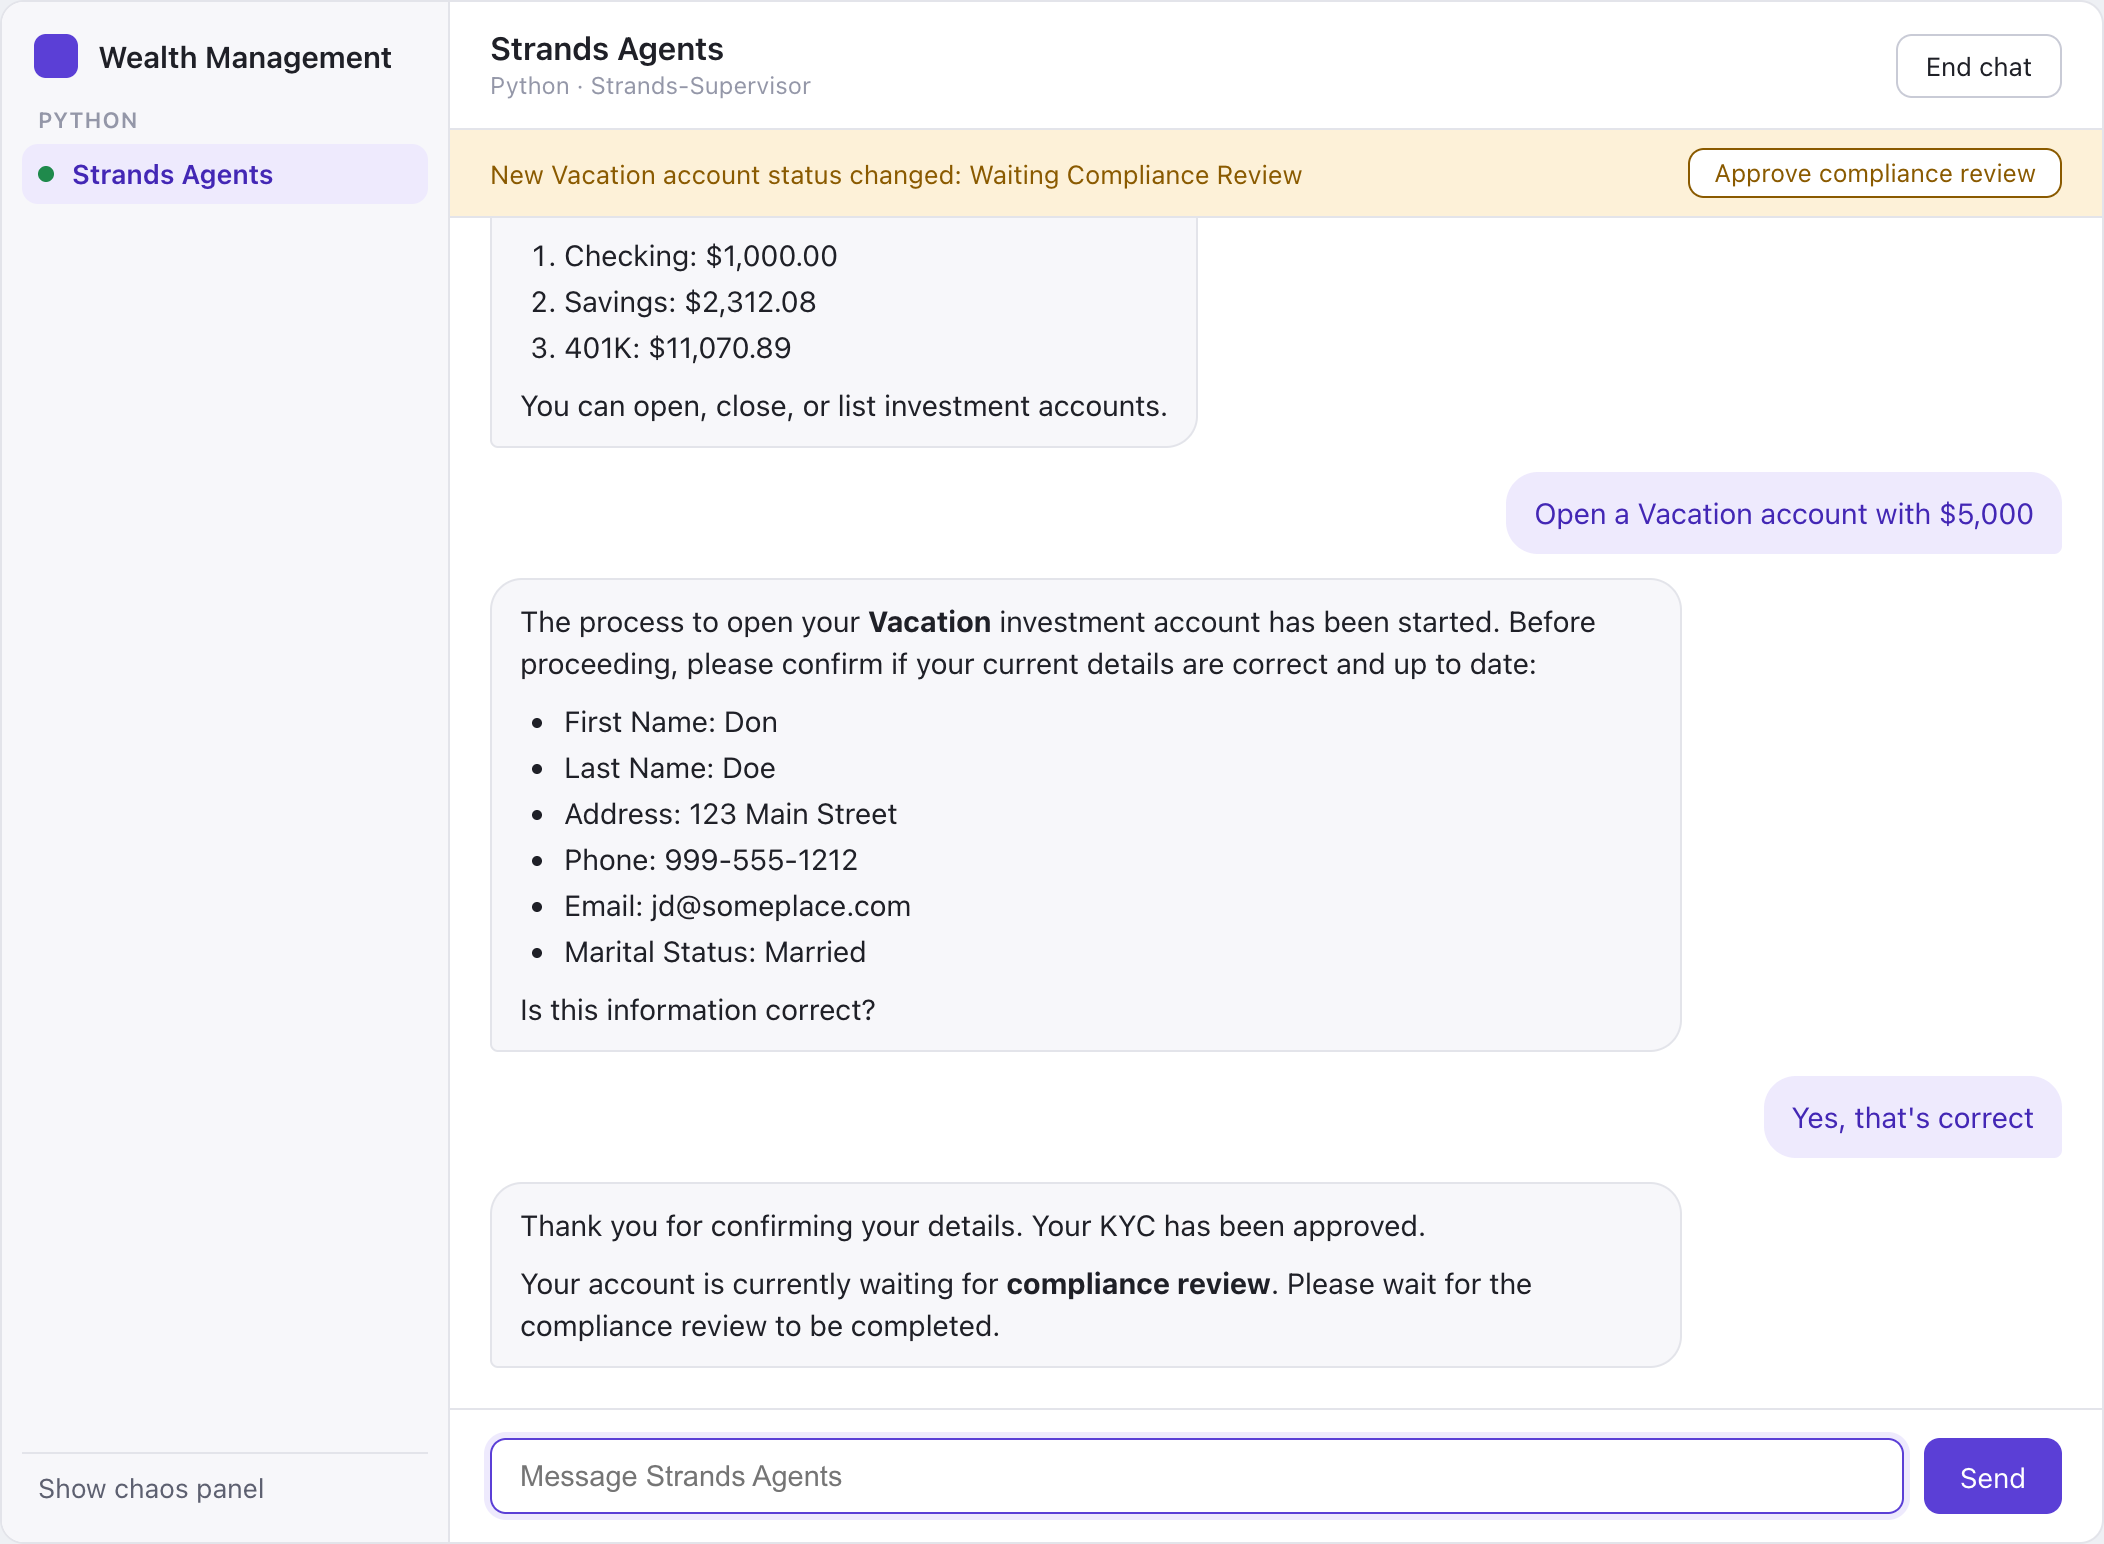 Wealth Management
PYTHON
Strands Agents
Show chaos panel
Strands Agents
Python · Strands-Supervisor
End chat
New Vacation account status changed: Waiting Compliance Review
Approve compliance review
1. Checking: $1,000.00
2. Savings: $2,312.08
3. 401K: $11,070.89
You can open, close, or list investment accounts.
Open a Vacation account with $5,000
The process to open your Vacation investment account has been started. Before
proceeding, please confirm if your current details are correct and up to date:
• First Name: Don
• Last Name: Doe
• Address: 123 Main Street
• Phone: 999-555-1212
• Email: jd@someplace.com
• Marital Status: Married
Is this information correct?
Yes, that's correct
Thank you for confirming your details. Your KYC has been approved.
Your account is currently waiting for compliance review. Please wait for the
compliance review to be completed.
Message Strands Agents
Send